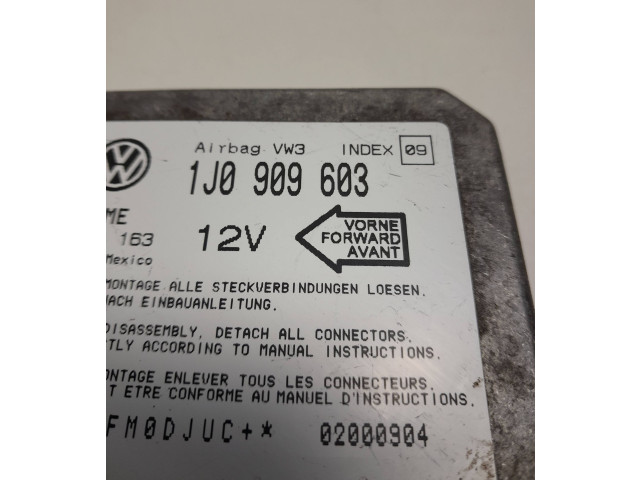 Airbag VW3 INDEX 09
1J0 909 603
ME
163 12V
Mexico
VORNE
FORWARD
AVANT
MONTAGE ALLE STECKVERBINDUNGEN LOESEN.
NACH EINBAUANLEITUNG.
DISASSEMBLY, DETACH ALL CONNECTORS.
CTLY ACCORDING TO MANUAL INSTRUCTIONS.
ONTAGE ENLEVER TOUS LES CONNECTEURS.
T ETRE CONFORME AU MANUEL D'INSTRUCTIONS.
FM0DJUC+* 02000904